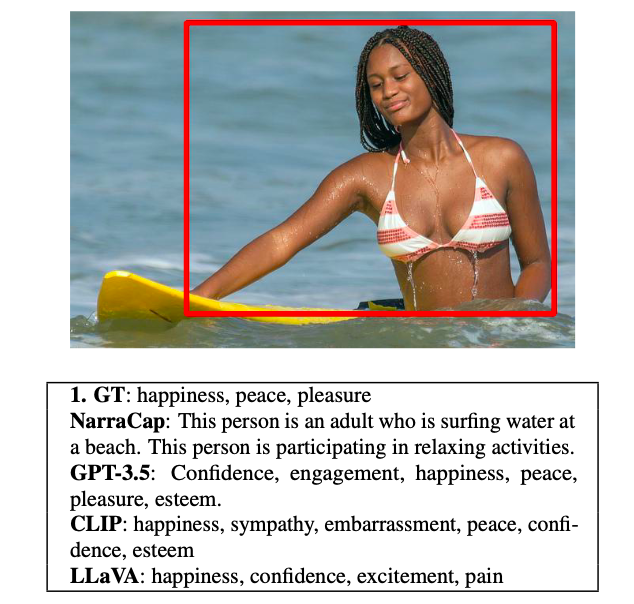 1. GT: happiness, peace, pleasure
NarraCap: This person is an adult who is surfing water at
a beach. This person is participating in relaxing activities.
GPT-3.5: Confidence, engagement, happiness, peace,
pleasure, esteem.
CLIP: happiness, sympathy, embarrassment, peace, confi-
dence, esteem
LLaVA: happiness, confidence, excitement, pain